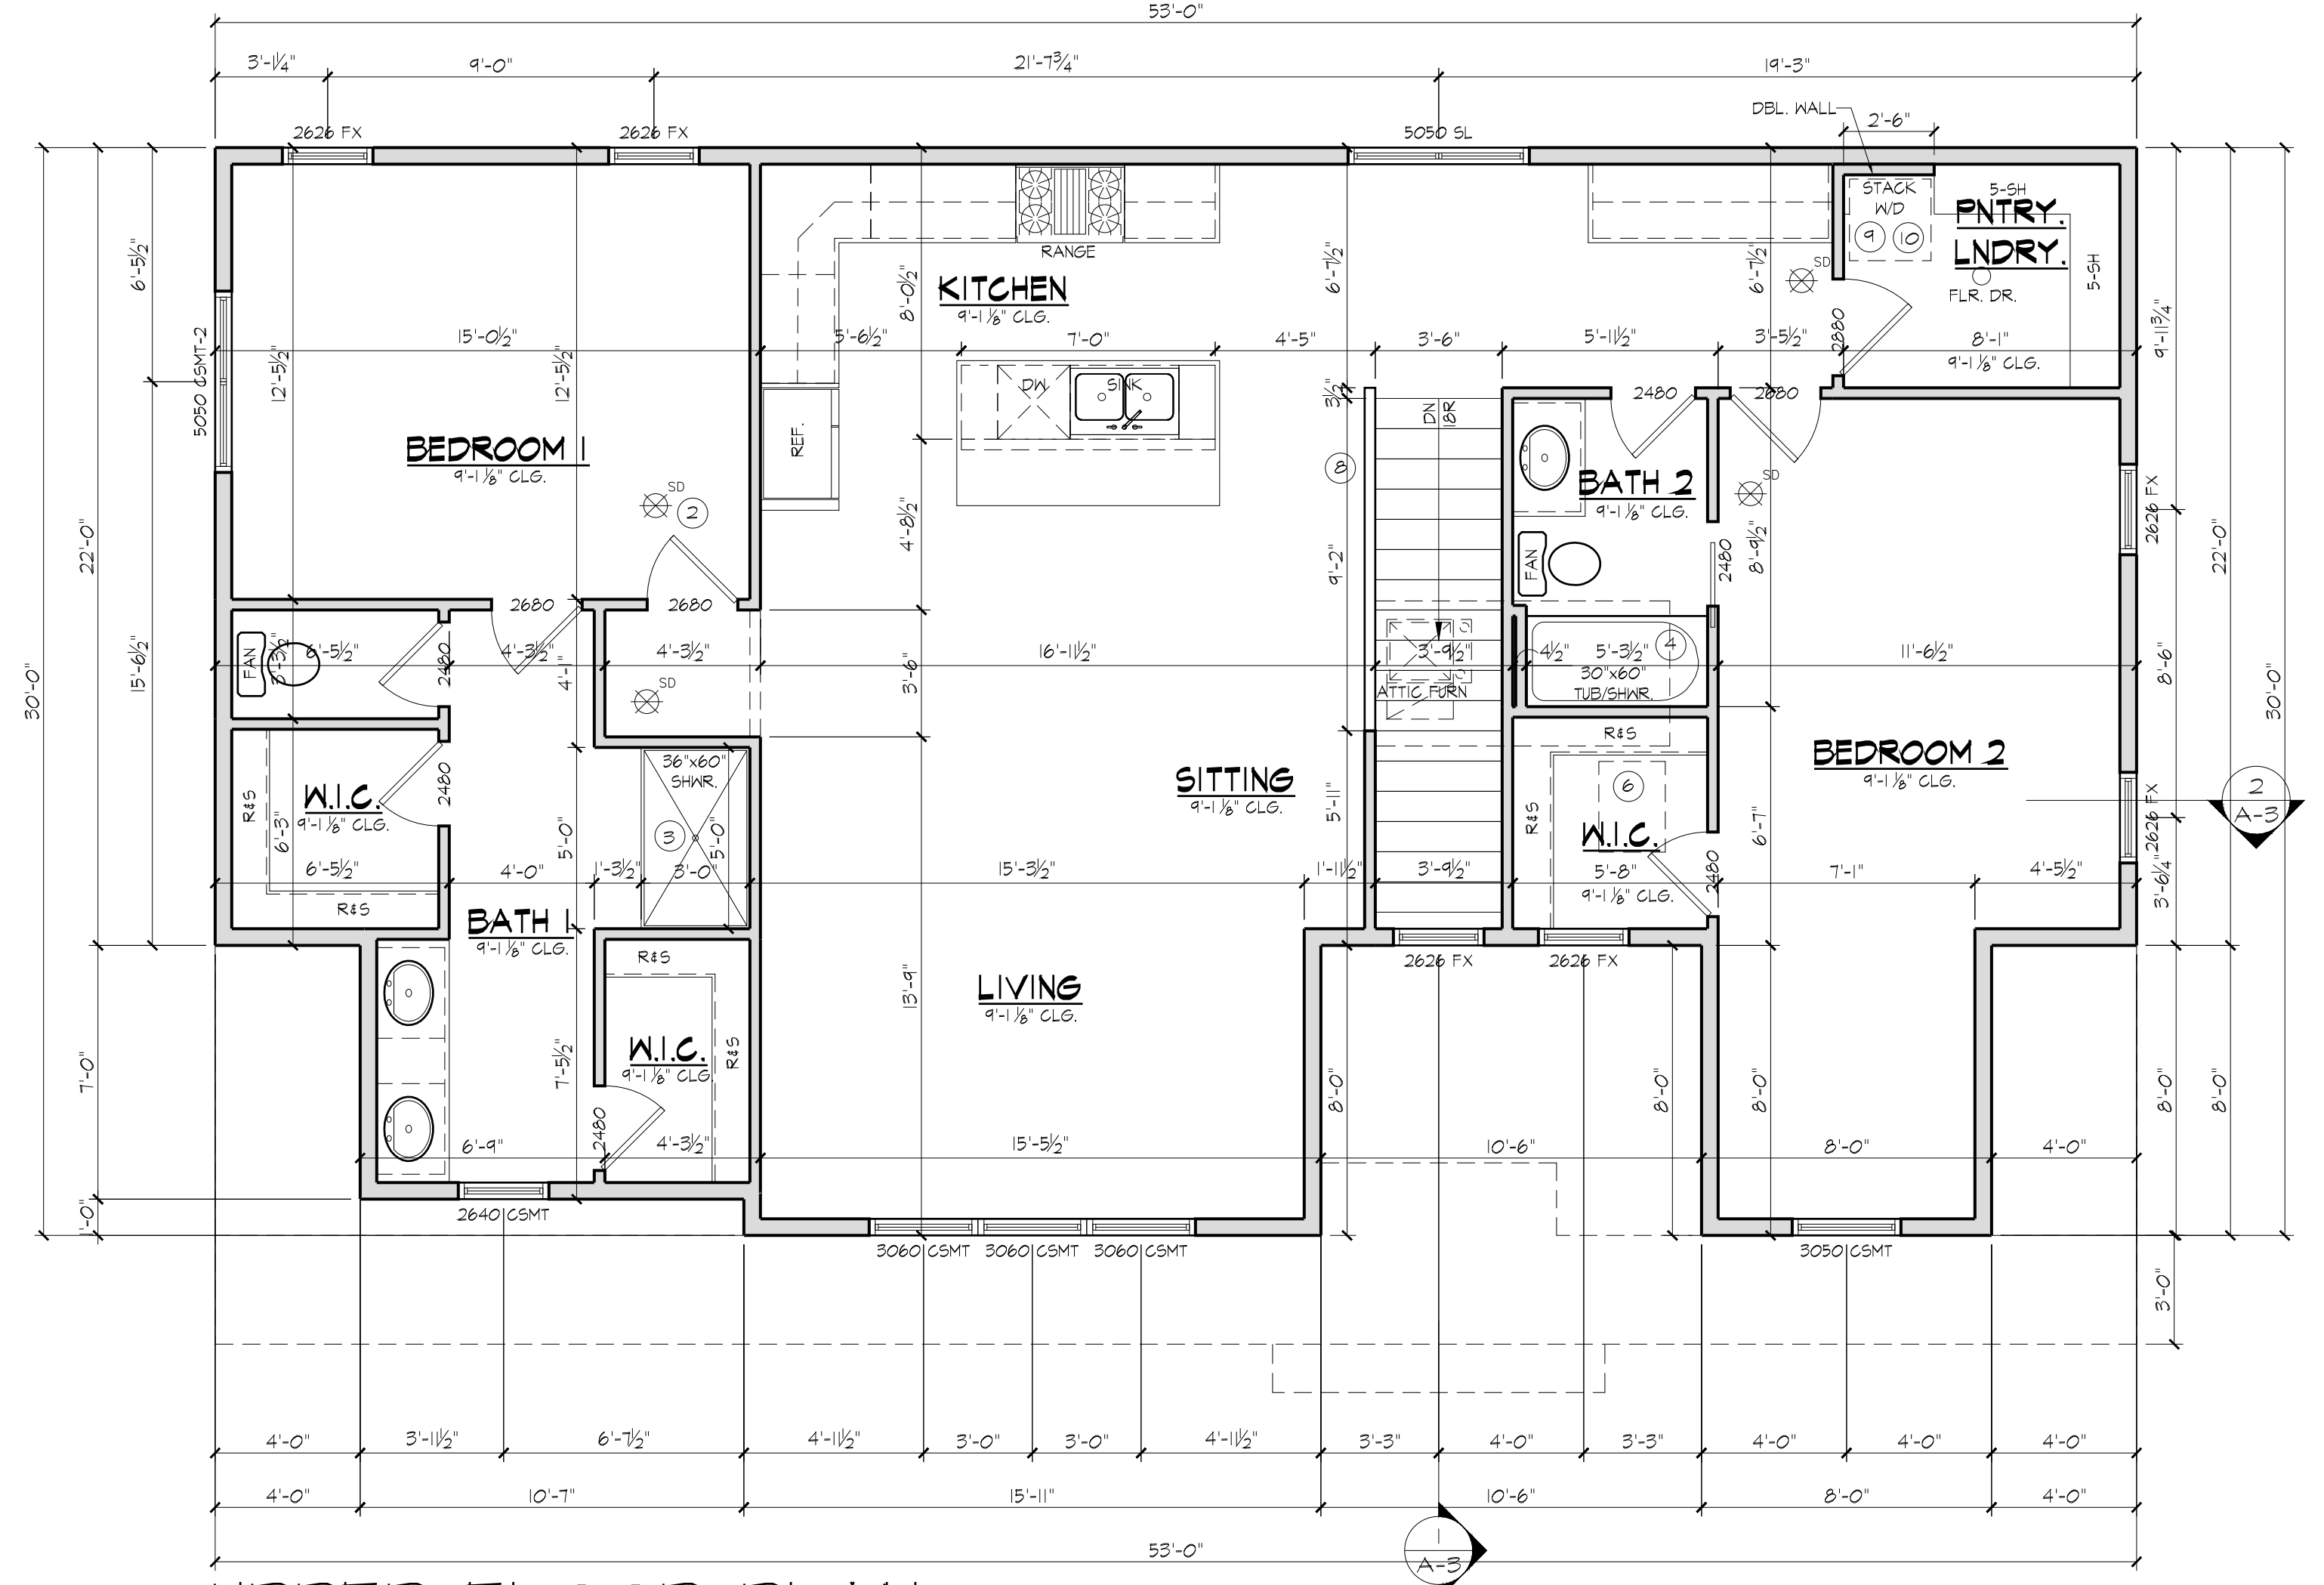 53'-0"
3'-1¼" 9'-0" 21'-7¾" 19'-3"
DBL. WALL
2'-6"
2626 FX 2626 FX 5050 SL
STACK
W/D
9 10
5-SH
PNTRY.
LNDRY.
FLR. DR.
5-SH
8'-1"
9'-1⅛" CLG.
2880
SD
RANGE
KITCHEN
9'-1⅛" CLG.
8'-0½"
6'-7½"
6'-7½"
6'-5½"
5050 CSMT-2
12'-5½"
12'-5½"
15'-0½" 5'-6½" 7'-0" 4'-5" 3'-6" 5'-11½" 3'-5½"
9'-11¾"
DW SINK
REF.
3½"
DN
18R
2480 2680
BEDROOM 1
9'-1⅛" CLG.
SD
2
8
BATH 2
9'-1⅛" CLG.
SD
2626 FX
22'-0"
4'-8½"
9'-2"
FAN
2480
8'-9½"
22'-0"
2680 2680
30'-0"
15'-6½"
FAN
3'-3½"
6'-5½" 2480 4'-3½" 4'-1" 4'-3½" 16'-11½" 3'-9½" 4½" 5'-3½" 4 11'-6½"
3'-6"
SD
ATTIC FURN
30"x60"
TUB/SHWR.
8'-6"
30'-0"
R&S
36"x60"
SHWR.
3
5'-0"
5'-0"
R&S
W.I.C.
9'-1⅛" CLG.
2480
6'-3"
SITTING
9'-1⅛" CLG.
5'-11"
BEDROOM 2
9'-1⅛" CLG.
2
A-3
2626 FX
6
R&S
W.I.C.
9'-1⅛" CLG.
2480
6'-7"
6'-5½" 4'-0" 1'-3½" 3'-0" 15'-3½" 1'-11½" 3'-9½" 5'-8" 7'-1" 4'-5½"
3'-6¼"
R&S
BATH 1
9'-1⅛" CLG.
R&S
2626 FX 2626 FX
LIVING
9'-1⅛" CLG.
13'-9"
W.I.C.
9'-1⅛" CLG.
R&S
7'-0"
7'-5½"
8'-0"
8'-0"
8'-0"
8'-0"
8'-0"
2480
6'-9" 4'-3½" 15'-5½" 10'-6" 8'-0" 4'-0"
1'-0"
2640 CSMT
3060 CSMT 3060 CSMT 3060 CSMT 3050 CSMT
3'-0"
4'-0" 3'-11½" 6'-7½" 4'-11½" 3'-0" 3'-0" 4'-11½" 3'-3" 4'-0" 3'-3" 4'-0" 4'-0" 4'-0"
4'-0" 10'-7" 15'-11" 10'-6" 8'-0" 4'-0"
53'-0"
A-3